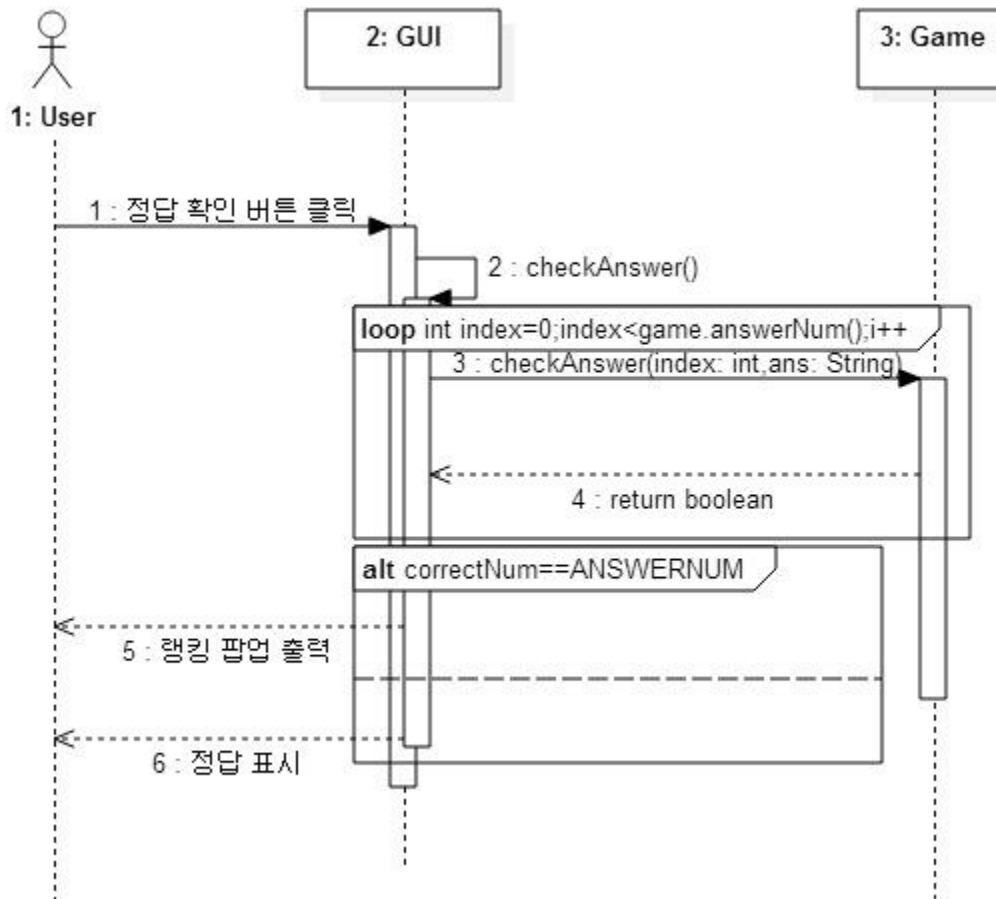 2: GUI
3: Game
1: User
1 : 정답 확인 버튼 클릭
2 : checkAnswer()
loop int index=0;index<game.answerNum();i++
3 : checkAnswer(index: int,ans: String)
4 : return boolean
alt correctNum==ANSWERNUM
5 :랭킹 팝업 출력
6 : 정답 표시